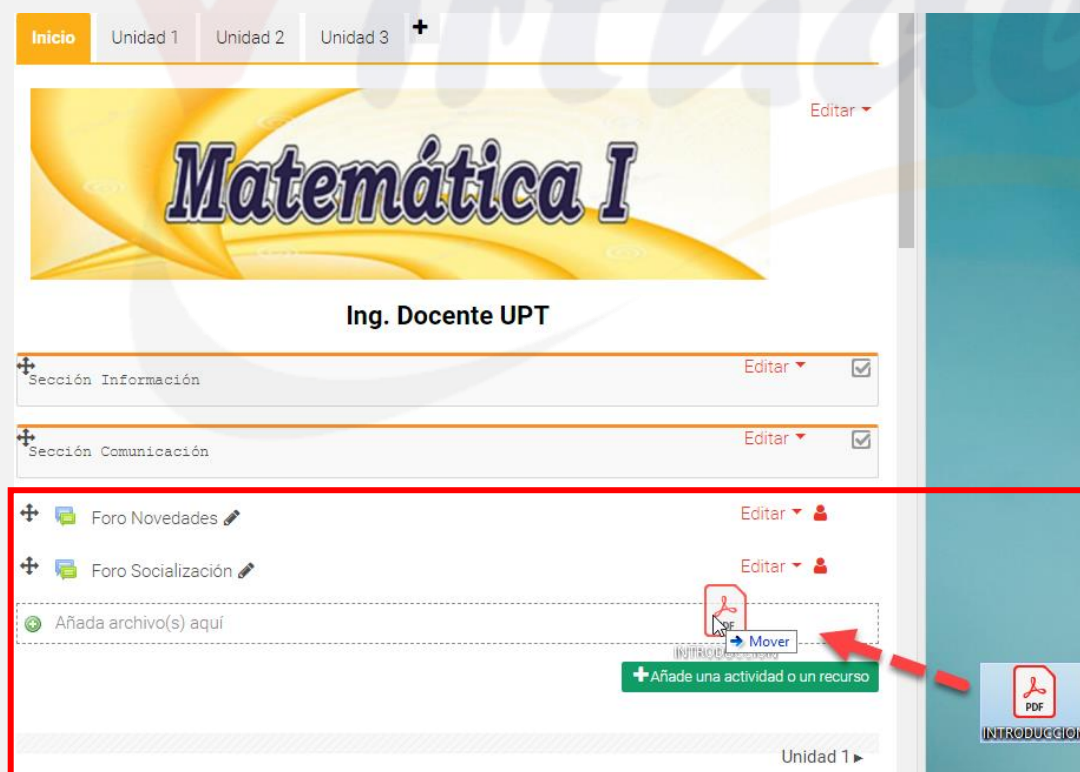 Inicio Unidad 1 Unidad 2 Unidad 3
Editar
Matemática I
Ing. Docente UPT
Sección Información Editar
Sección Comunicación Editar
Foro Novedades Editar
Foro Socialización Editar
Añada archivo(s) aquí
PDF
Mover
INTRODUCCION
Añade una actividad o un recurso
PDF
INTRODUCCION
Unidad 1